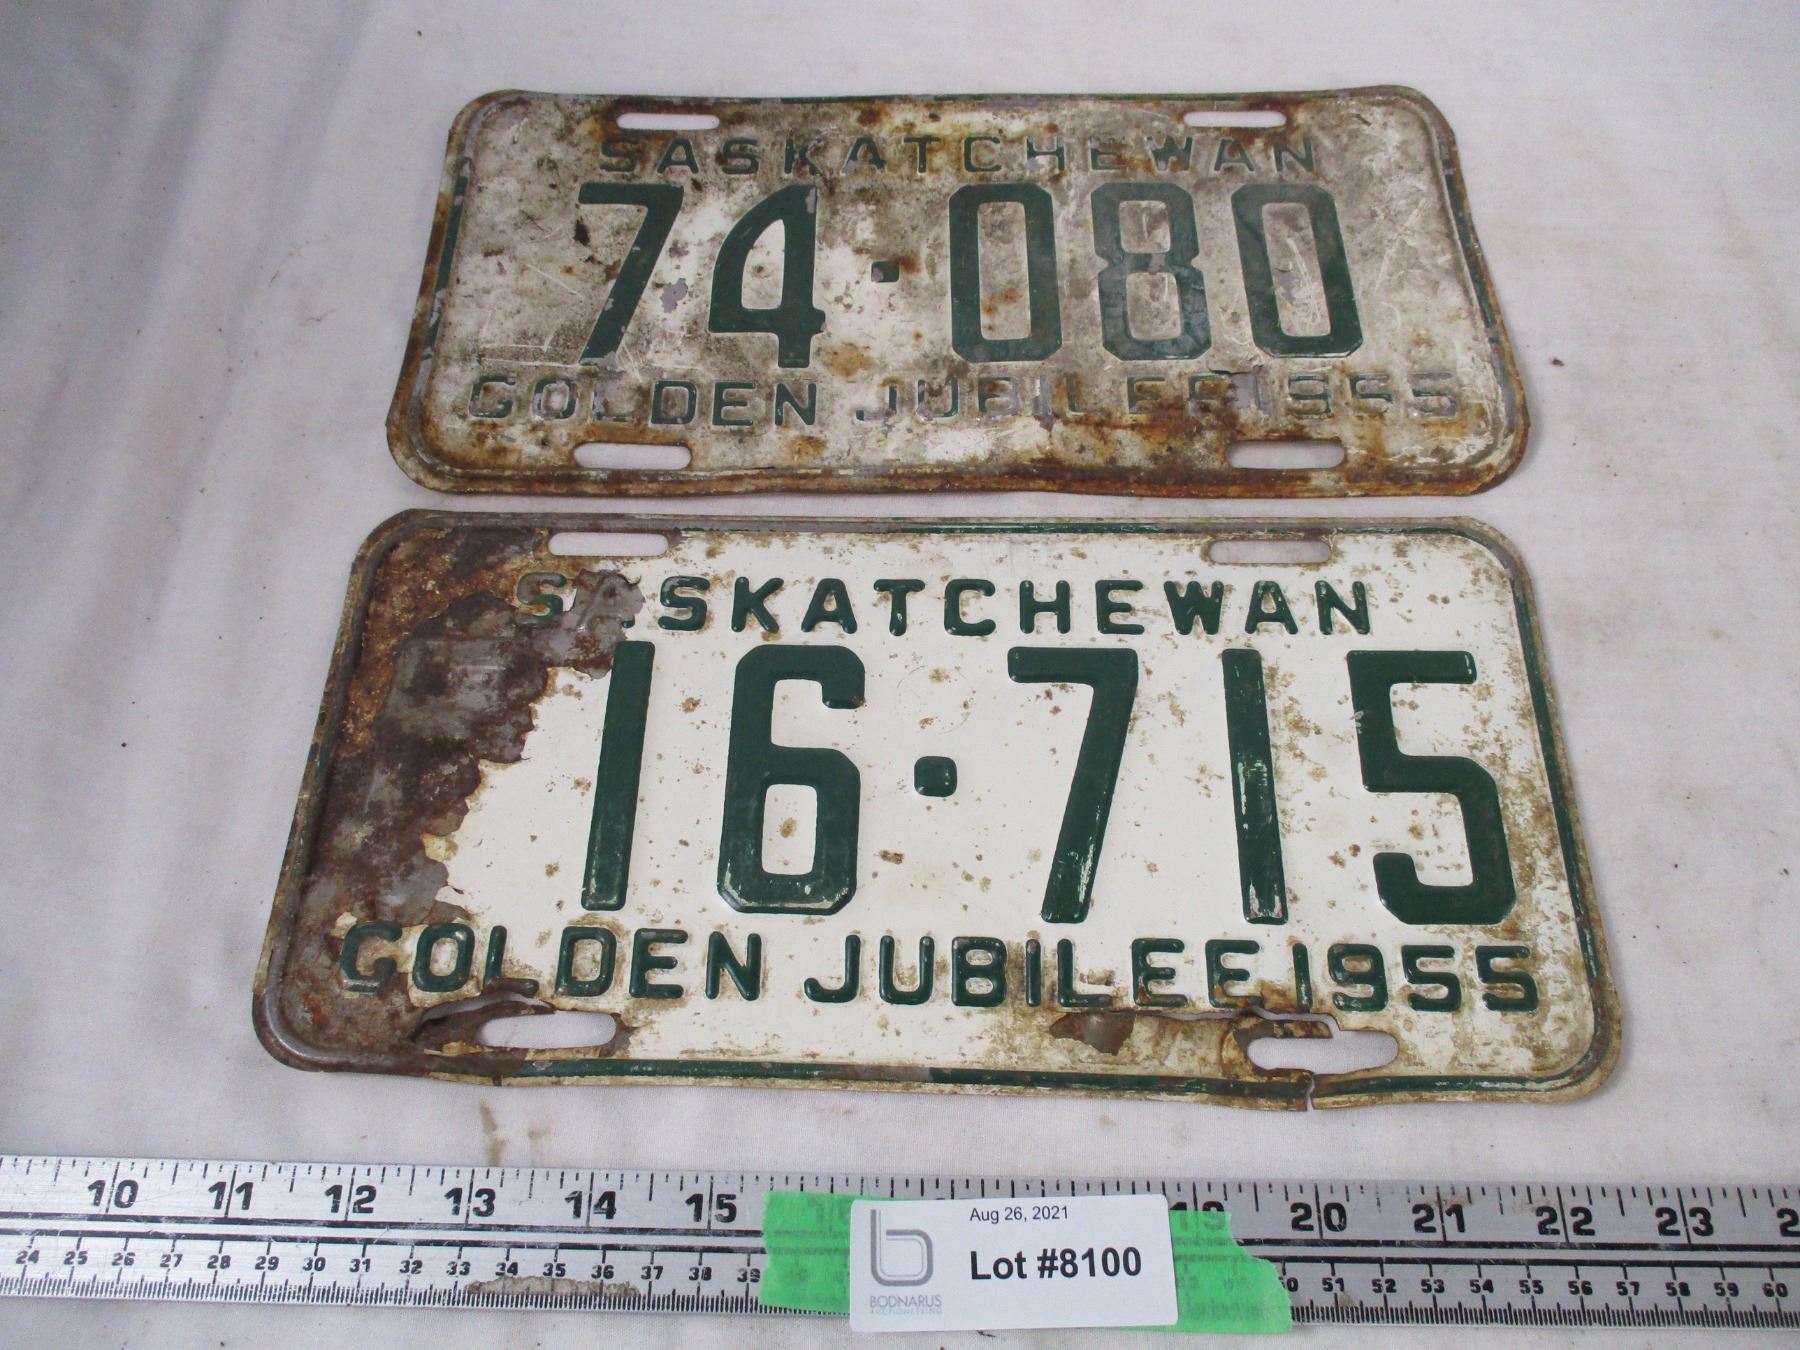 SASKATCHEWAN
74·080
GOLDEN JUBILEE 1955
SASKATCHEWAN
16·715
GOLDEN JUBILEE 1955
10 11 12 13 14 15 19 20 21 22 23
24 25 26 27 28 29 30 31 32 33 34 35 36 37 38 39 51 52 53 54 55 56 57 58 59 60
Aug 26, 2021
Lot #8100
b
BODNARUS
AUCTIONEERING